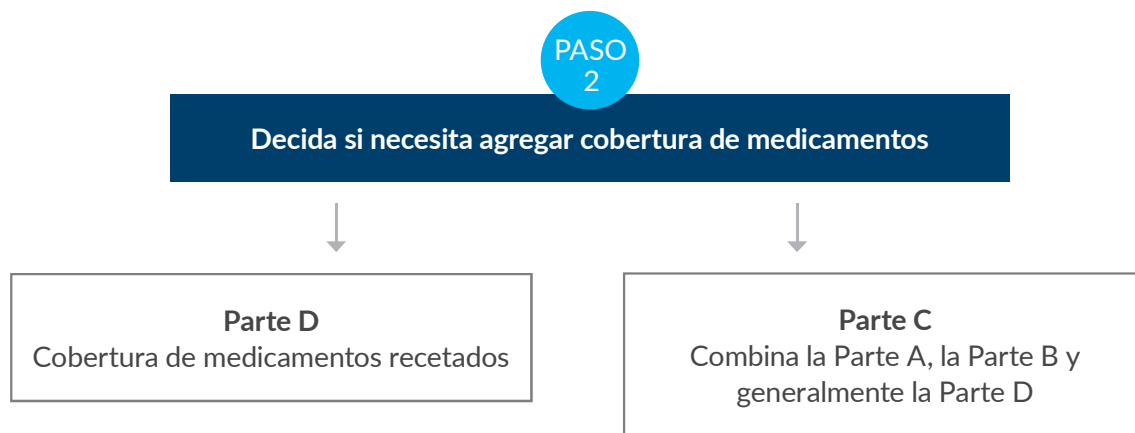 PASO
2
Decida si necesita agregar cobertura de medicamentos
Parte D
Cobertura de medicamentos recetados
Parte C
Combina la Parte A, la Parte B y
generalmente la Parte D